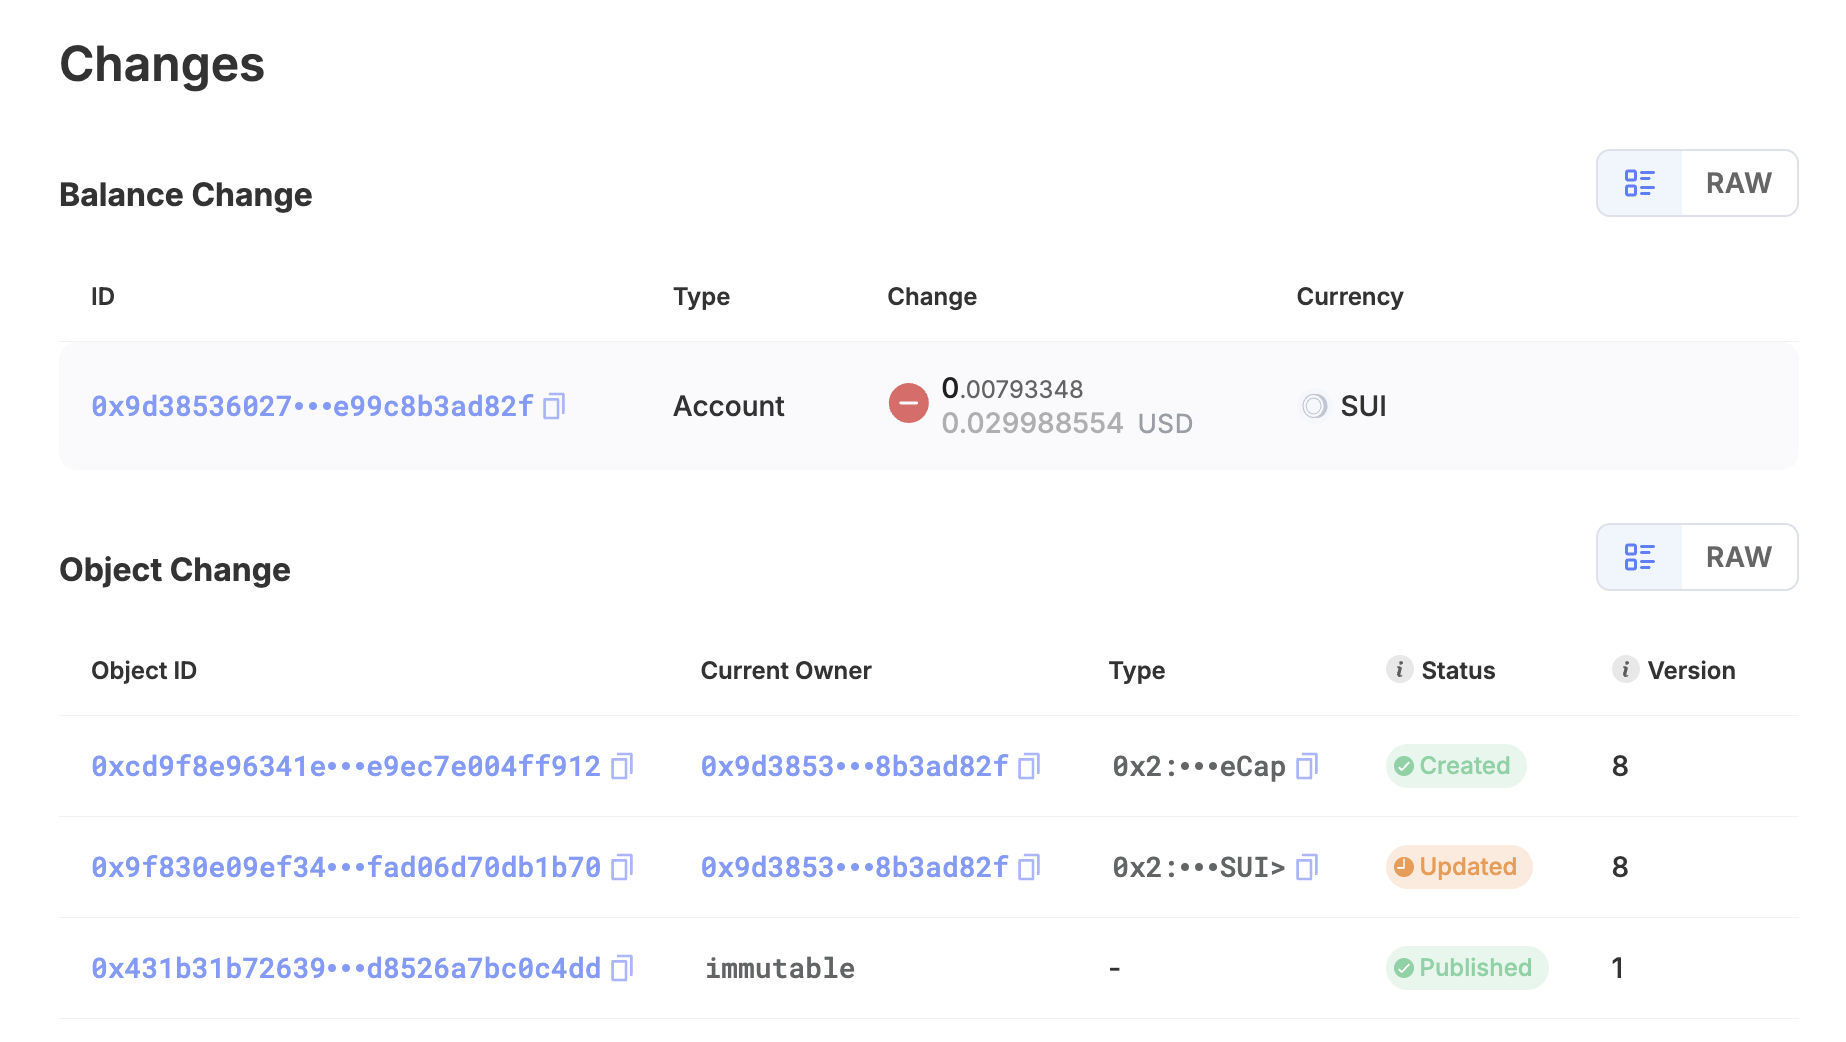 Changes
Balance Change
RAW
ID Type Change Currency
0x9d38536027•••e99c8b3ad82f Account 0.00793348 SUI
0.029988554 USD
Object Change
RAW
Object ID Current Owner Type i Status i Version
0xcd9f8e96341e•••e9ec7e004ff912 0x9d3853•••8b3ad82f 0x2:•••eCap Created 8
0x9f830e09ef34•••fad06d70db1b70 0x9d3853•••8b3ad82f 0x2:•••SUI> Updated 8
0x431b31b72639•••d8526a7bc0c4dd immutable - Published 1